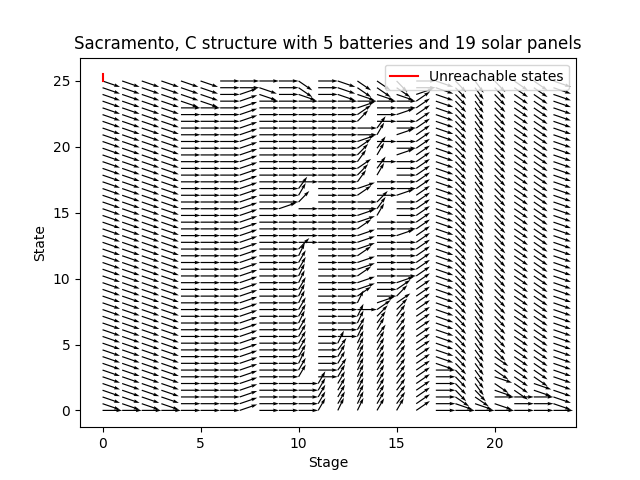 Sacramento, C structure with 5 batteries and 19 solar panels
Unreachable states
25
20
15
10
5
0
State
0 5 10 15 20
Stage